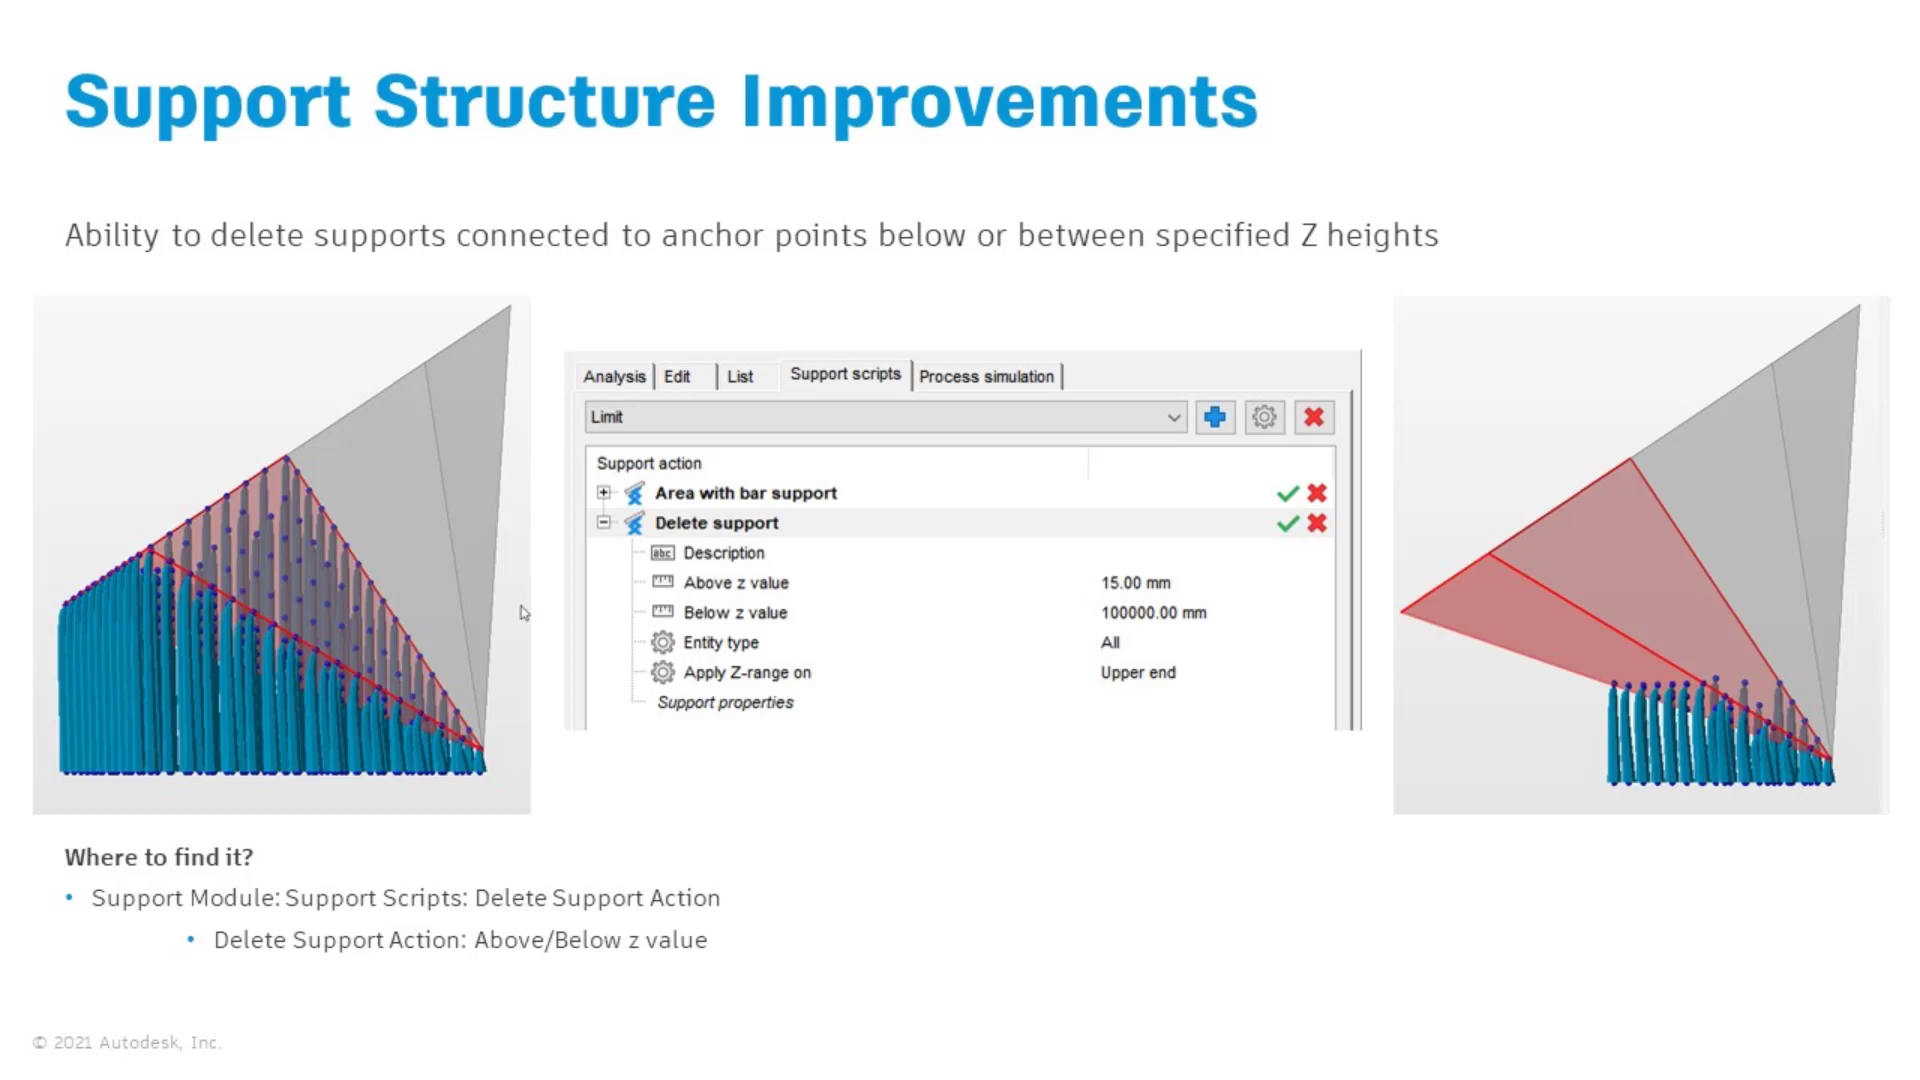 Support Structure Improvements
Ability to delete supports connected to anchor points below or between specified Z heights
Analysis Edit List Support scripts Process simulation
Limit
Support action
Area with bar support
Delete support
abc Description
Above z value 15.00 mm
Below z value 100000.00 mm
Entity type All
Apply Z-range on Upper end
Support properties
Where to find it?
• Support Module: Support Scripts: Delete Support Action
• Delete Support Action: Above/Below z value
© 2021 Autodesk, Inc.